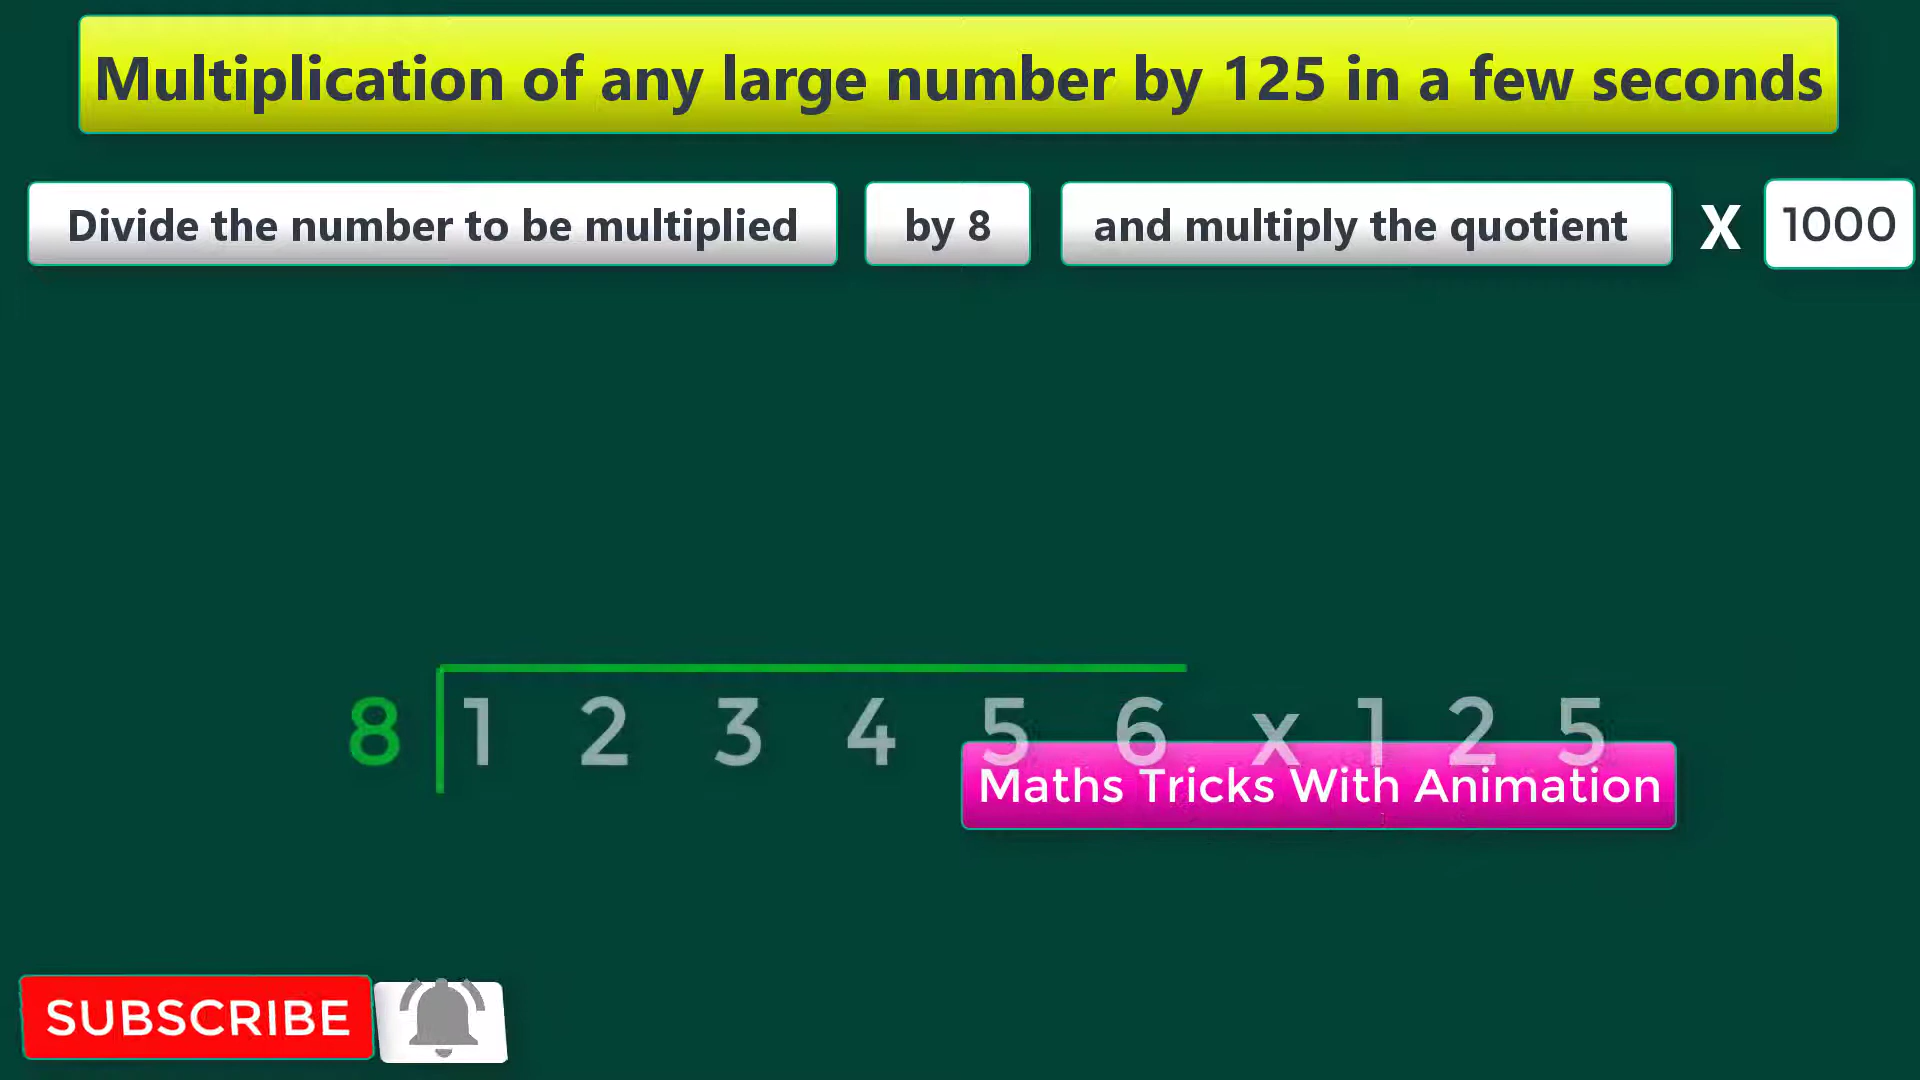 Multiplication of any large number by 125 in a few seconds
Divide the number to be multiplied by 8 and multiply the quotient X 1000
8 1 2 3 4 5 6 x 1 2 5
Maths Tricks With Animation
SUBSCRIBE